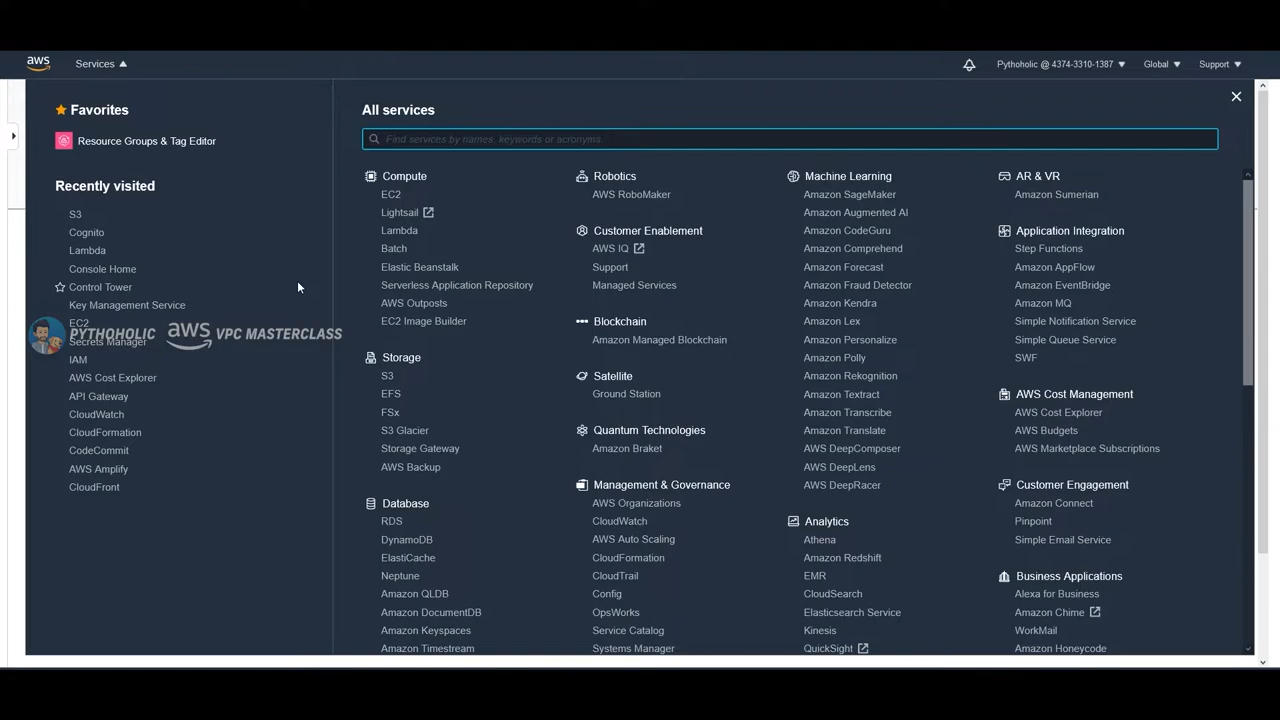 aws
Services
Pythoholic @ 4374-3310-1387
Global
Support
Favorites
Resource Groups & Tag Editor
Recently visited
S3
Cognito
Lambda
Console Home
Control Tower
Key Management Service
EC2
Secrets Manager
IAM
AWS Cost Explorer
API Gateway
CloudWatch
CloudFormation
CodeCommit
AWS Amplify
CloudFront
PYTHOHOLIC aws VPC MASTERCLASS
All services
Find services by names, keywords or acronyms.
Compute
EC2
Lightsail
Lambda
Batch
Elastic Beanstalk
Serverless Application Repository
AWS Outposts
EC2 Image Builder
Storage
S3
EFS
FSx
S3 Glacier
Storage Gateway
AWS Backup
Database
RDS
DynamoDB
ElastiCache
Neptune
Amazon QLDB
Amazon DocumentDB
Amazon Keyspaces
Amazon Timestream
Robotics
AWS RoboMaker
Customer Enablement
AWS IQ
Support
Managed Services
Blockchain
Amazon Managed Blockchain
Satellite
Ground Station
Quantum Technologies
Amazon Braket
Management & Governance
AWS Organizations
CloudWatch
AWS Auto Scaling
CloudFormation
CloudTrail
Config
OpsWorks
Service Catalog
Systems Manager
Machine Learning
Amazon SageMaker
Amazon Augmented AI
Amazon CodeGuru
Amazon Comprehend
Amazon Forecast
Amazon Fraud Detector
Amazon Kendra
Amazon Lex
Amazon Personalize
Amazon Polly
Amazon Rekognition
Amazon Textract
Amazon Transcribe
Amazon Translate
AWS DeepComposer
AWS DeepLens
AWS DeepRacer
Analytics
Athena
Amazon Redshift
EMR
CloudSearch
Elasticsearch Service
Kinesis
QuickSight
AR & VR
Amazon Sumerian
Application Integration
Step Functions
Amazon AppFlow
Amazon EventBridge
Amazon MQ
Simple Notification Service
Simple Queue Service
SWF
AWS Cost Management
AWS Cost Explorer
AWS Budgets
AWS Marketplace Subscriptions
Customer Engagement
Amazon Connect
Pinpoint
Simple Email Service
Business Applications
Alexa for Business
Amazon Chime
WorkMail
Amazon Honeycode